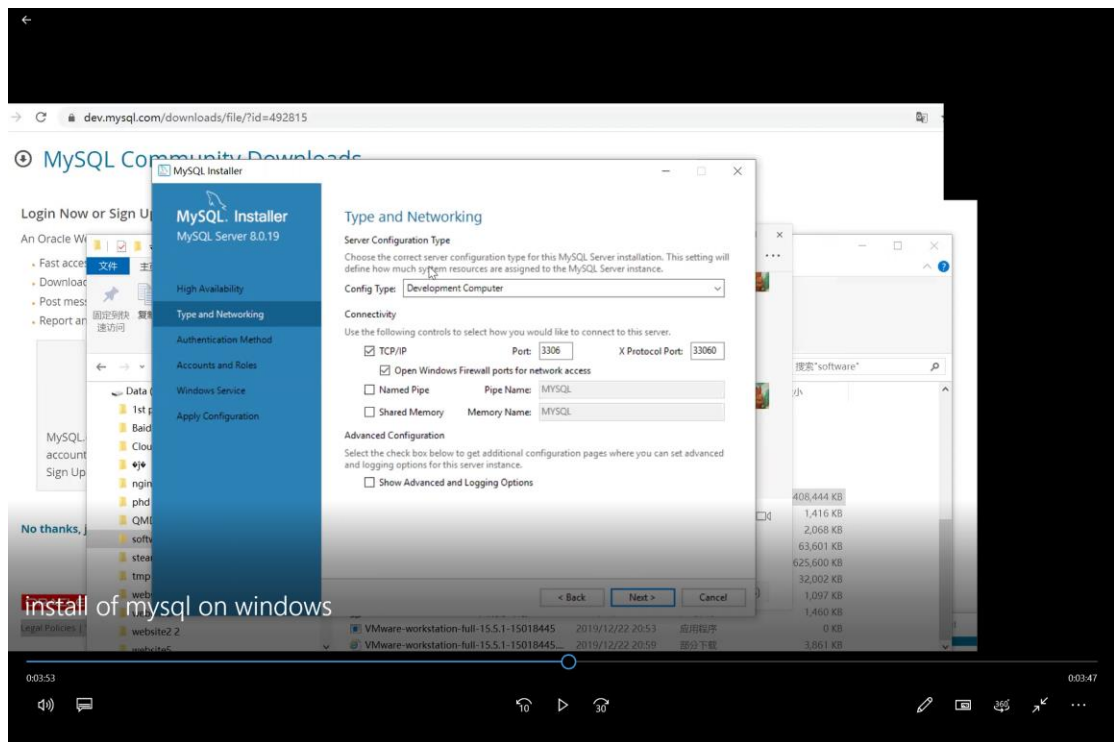 dev.mysql.com/downloads/file/?id=492815
MySQL Community Downloads
MySQL Installer
Login Now or Sign U
An Oracle W
Fast acce
Download
Post mes
Report an
MySQL.
account
Sign Up
No thanks, j
Legal Policies |
文件
固定到快
速访问
Data (
1st p
Baid
Clou
ngin
phd
QMD
softw
stea
tmp
web
website2 2
website5
MySQL. Installer
MySQL Server 8.0.19
High Availability
Type and Networking
Authentication Method
Accounts and Roles
Windows Service
Apply Configuration
Type and Networking
Server Configuration Type
Choose the correct server configuration type for this MySQL Server installation. This setting will
define how much system resources are assigned to the MySQL Server instance.
Config Type: Development Computer
Connectivity
Use the following controls to select how you would like to connect to this server.
TCP/IP Port: 3306 X Protocol Port: 33060
Open Windows Firewall ports for network access
Named Pipe Pipe Name: MYSQL
Shared Memory Memory Name: MYSQL
Advanced Configuration
Select the check box below to get additional configuration pages where you can set advanced
and logging options for this server instance.
Show Advanced and Logging Options
< Back Next > Cancel
搜索"software"
小
408,444 KB
1,416 KB
2,068 KB
63,601 KB
625,600 KB
32,002 KB
1,097 KB
1,460 KB
VMware-workstation-full-15.5.1-15018445 2019/12/22 20:53 应用程序 0 KB
VMware-workstation-full-15.5.1-15018445... 2019/12/22 20:59 部分下载 3,861 KB
install of mysql on windows
0:03:53 0:03:47
10 30 360°